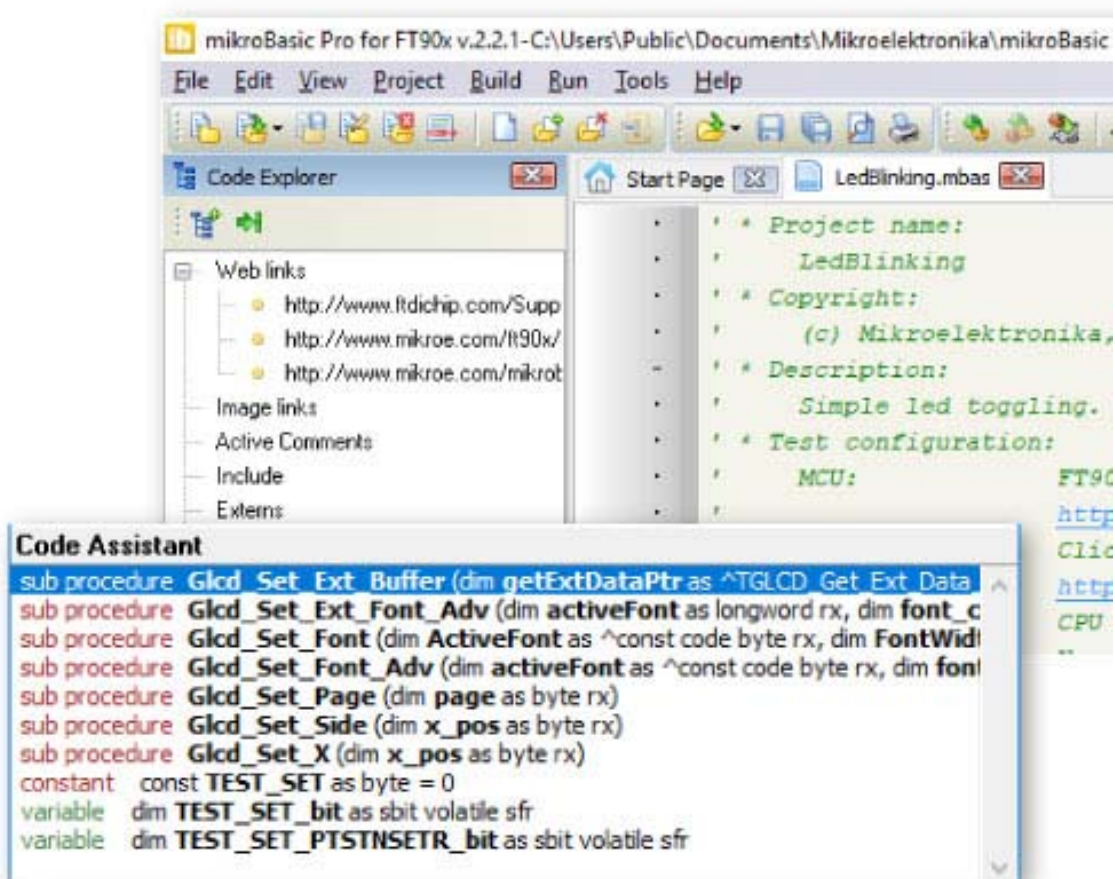 mikroBasic Pro for FT90x v.2.2.1-C:\Users\Public\Documents\Mikroelektronika\mikroBasic
File Edit View Project Build Run Tools Help
Code Explorer
Start Page LedBlinking.mbas
Web links
http://www.ftdichip.com/Supp
http://www.mikroe.com/ft90x/
http://www.mikroe.com/mikrob
Image links
Active Comments
Include
Externs
' * Project name:
' LedBlinking
' * Copyright:
' (c) Mikroelektronika,
' * Description:
' Simple led toggling.
' * Test configuration:
' MCU: FT90
' http
Clic
http
CPU
Code Assistant
sub procedure Glcd_Set_Ext_Buffer (dim getExtDataPtr as ^TGLCD_Get_Ext_Data_
sub procedure Glcd_Set_Ext_Font_Adv (dim activeFont as longword rx, dim font_c
sub procedure Glcd_Set_Font (dim ActiveFont as ^const code byte rx, dim FontWidt
sub procedure Glcd_Set_Font_Adv (dim activeFont as ^const code byte rx, dim font
sub procedure Glcd_Set_Page (dim page as byte rx)
sub procedure Glcd_Set_Side (dim x_pos as byte rx)
sub procedure Glcd_Set_X (dim x_pos as byte rx)
constant const TEST_SET as byte = 0
variable dim TEST_SET_bit as sbit volatile sfr
variable dim TEST_SET_PTSTNSETR_bit as sbit volatile sfr